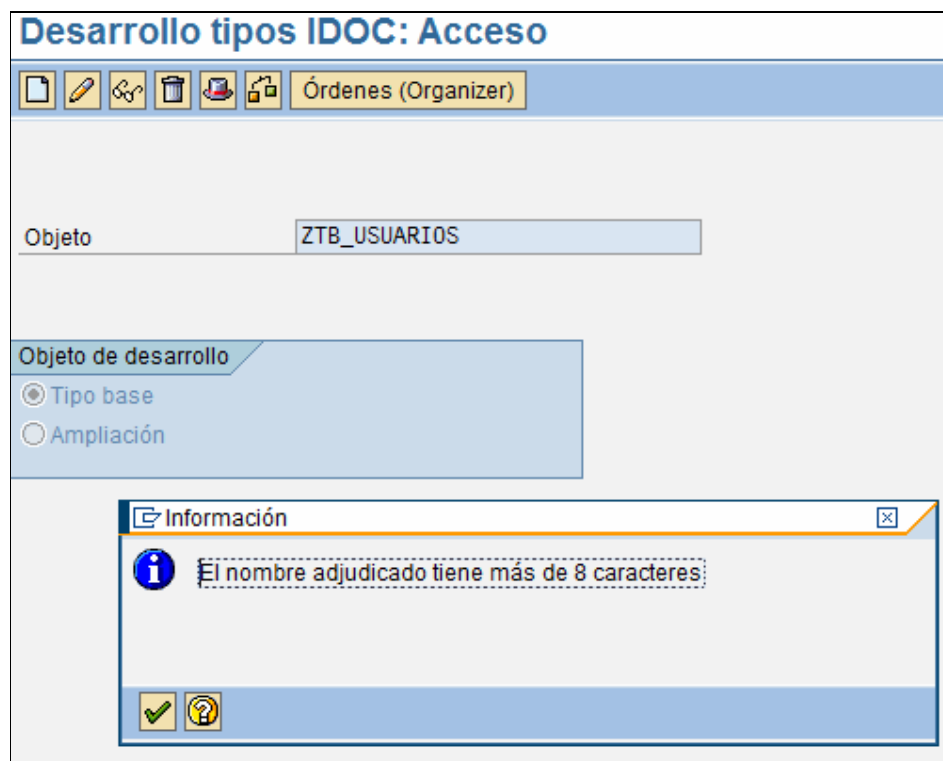 Desarrollo tipos IDOC: Acceso
Órdenes (Organizer)
Objeto ZTB_USUARIOS
Objeto de desarrollo
Tipo base
Ampliación
Información
El nombre adjudicado tiene más de 8 caracteres